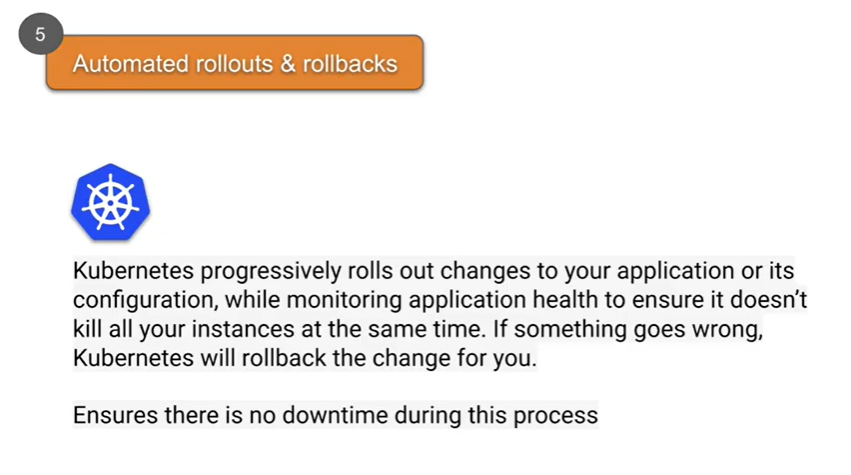 5
Automated rollouts & rollbacks
Kubernetes progressively rolls out changes to your application or its
configuration, while monitoring application health to ensure it doesn’t
kill all your instances at the same time. If something goes wrong,
Kubernetes will rollback the change for you.
Ensures there is no downtime during this process